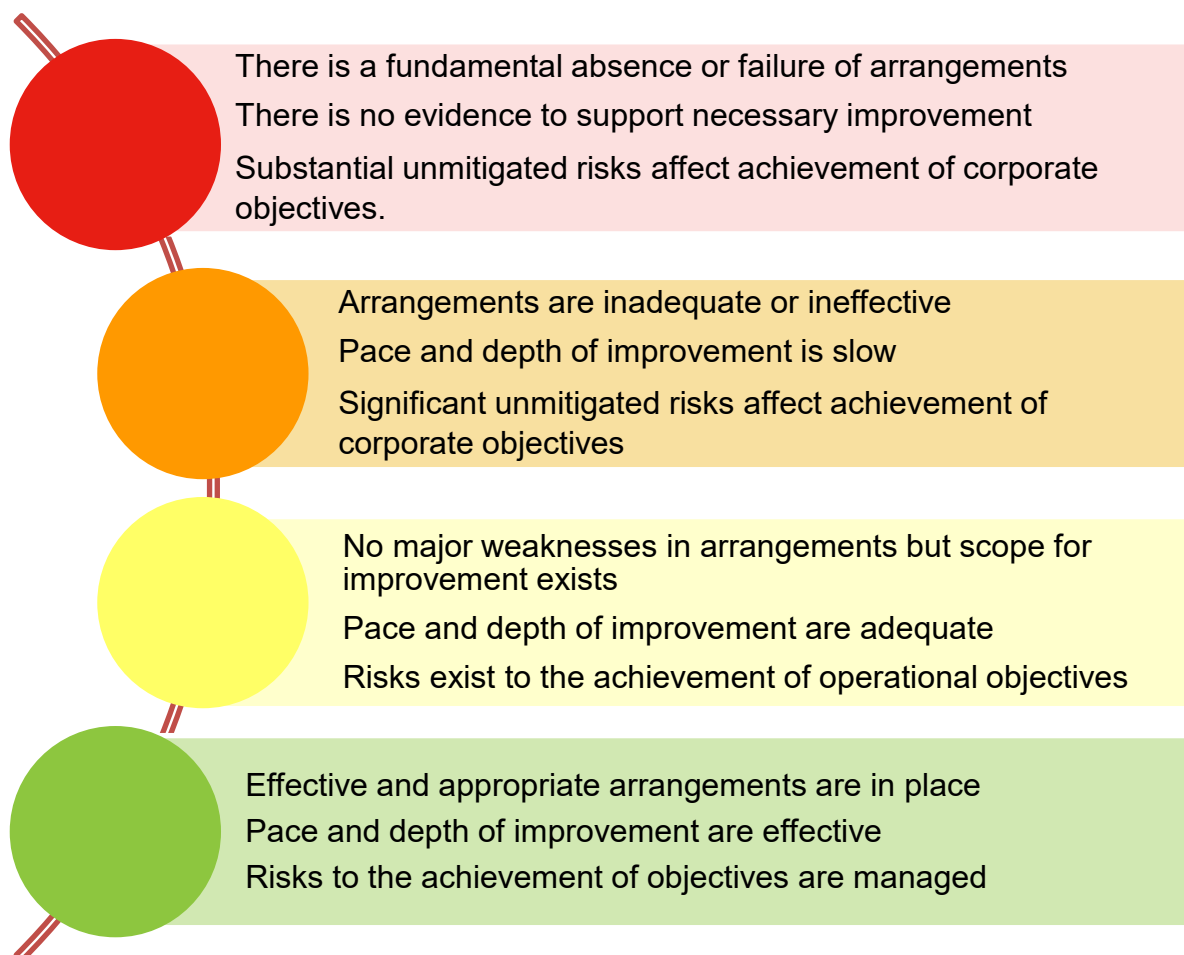 There is a fundamental absence or failure of arrangements
There is no evidence to support necessary improvement
Substantial unmitigated risks affect achievement of corporate
objectives.
Arrangements are inadequate or ineffective
Pace and depth of improvement is slow
Significant unmitigated risks affect achievement of
corporate objectives
No major weaknesses in arrangements but scope for
improvement exists
Pace and depth of improvement are adequate
Risks exist to the achievement of operational objectives
Effective and appropriate arrangements are in place
Pace and depth of improvement are effective
Risks to the achievement of objectives are managed